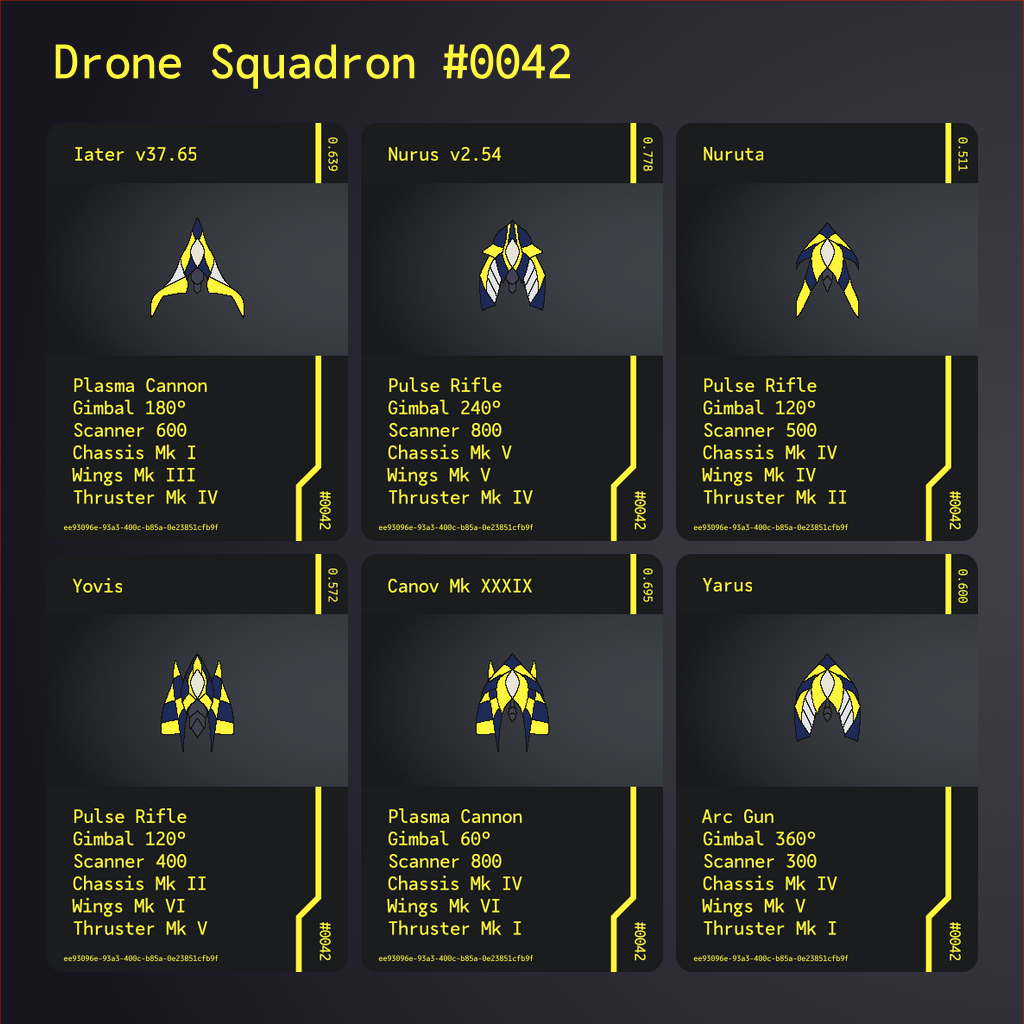 Drone Squadron #0042
Iater v37.65
0.639
Plasma Cannon
Gimbal 180°
Scanner 600
Chassis Mk I
Wings Mk III
Thruster Mk IV
#0042
ee93096e-93a3-400c-b85a-0e23851cfb9f
Nurus v2.54
0.778
Pulse Rifle
Gimbal 240°
Scanner 800
Chassis Mk V
Wings Mk V
Thruster Mk IV
#0042
ee93096e-93a3-400c-b85a-0e23851cfb9f
Nuruta
0.511
Pulse Rifle
Gimbal 120°
Scanner 500
Chassis Mk IV
Wings Mk IV
Thruster Mk II
#0042
ee93096e-93a3-400c-b85a-0e23851cfb9f
Yovis
0.572
Pulse Rifle
Gimbal 120°
Scanner 400
Chassis Mk II
Wings Mk VI
Thruster Mk V
#0042
ee93096e-93a3-400c-b85a-0e23851cfb9f
Canov Mk XXXIX
0.695
Plasma Cannon
Gimbal 60°
Scanner 800
Chassis Mk IV
Wings Mk VI
Thruster Mk I
#0042
ee93096e-93a3-400c-b85a-0e23851cfb9f
Yarus
0.600
Arc Gun
Gimbal 360°
Scanner 300
Chassis Mk IV
Wings Mk V
Thruster Mk I
#0042
ee93096e-93a3-400c-b85a-0e23851cfb9f